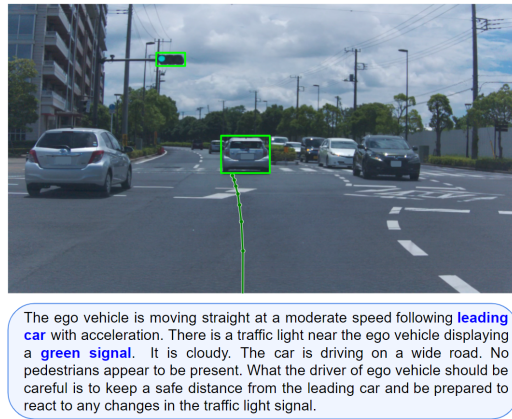 The ego vehicle is moving straight at a moderate speed following leading
car with acceleration. There is a traffic light near the ego vehicle displaying
a green signal. It is cloudy. The car is driving on a wide road. No
pedestrians appear to be present. What the driver of ego vehicle should be
careful is to keep a safe distance from the leading car and be prepared to
react to any changes in the traffic light signal.